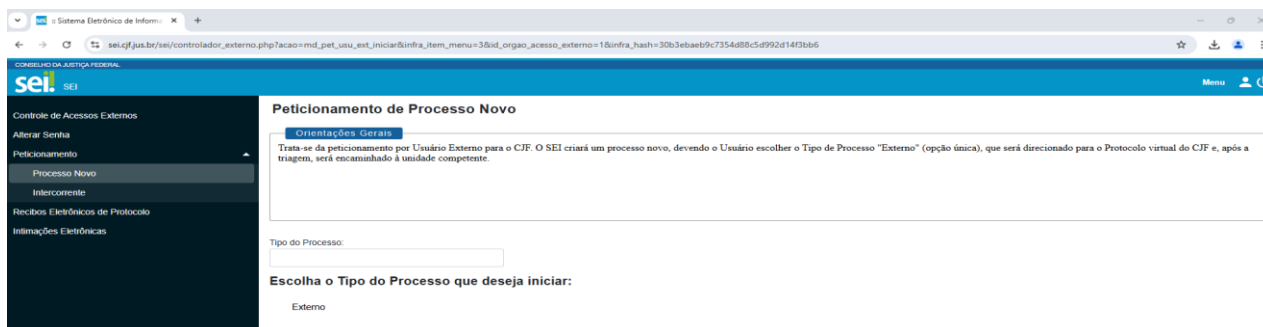 :: Sistema Eletrônico de Informa
sei.cjf.jus.br/sei/controlador_externo.php?acao=md_pet_usu_ext_iniciar&infra_item_menu=3&id_orgao_acesso_externo=1&infra_hash=30b3ebaeb9c7354d88c5d992d14f3bb6
CONSELHO DA JUSTIÇA FEDERAL
sei. SEI
Menu
Controle de Acessos Externos
Alterar Senha
Peticionamento
Processo Novo
Intercorrente
Recibos Eletrônicos de Protocolo
Intimações Eletrônicas
Peticionamento de Processo Novo
Orientações Gerais
Trata-se da peticionamento por Usuário Externo para o CJF. O SEI criará um processo novo, devendo o Usuário escolher o Tipo de Processo "Externo" (opção única), que será direcionado para o Protocolo virtual do CJF e, após a
triagem, será encaminhado à unidade competente.
Tipo do Processo:
Escolha o Tipo do Processo que deseja iniciar:
Externo